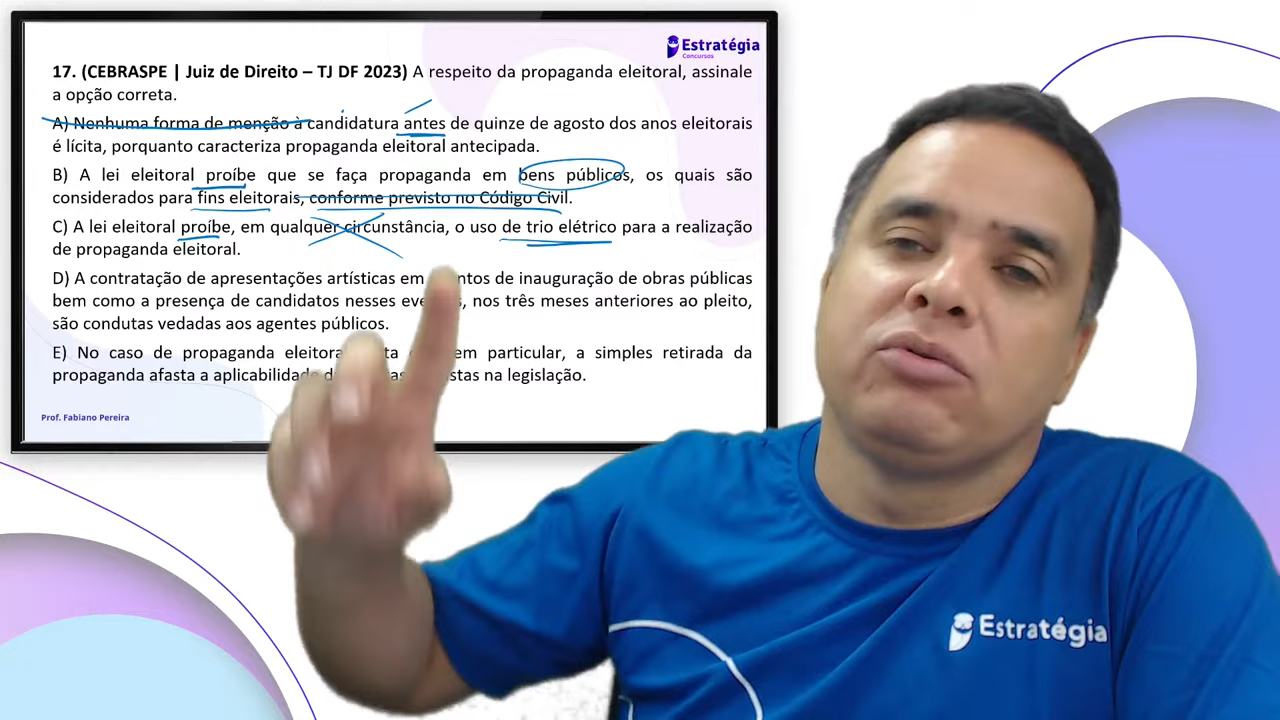 Estratégia
Concursos
17. (CEBRASPE | Juiz de Direito – TJ DF 2023) A respeito da propaganda eleitoral, assinale
a opção correta.
A) Nenhuma forma de menção à candidatura antes de quinze de agosto dos anos eleitorais
é lícita, porquanto caracteriza propaganda eleitoral antecipada.
B) A lei eleitoral proíbe que se faça propaganda em bens públicos, os quais são
considerados para fins eleitorais, conforme previsto no Código Civil.
C) A lei eleitoral proíbe, em qualquer circunstância, o uso de trio elétrico para a realização
de propaganda eleitoral.
D) A contratação de apresentações artísticas em de inauguração de obras públicas
bem como a presença de candidatos nesses nos três meses anteriores ao pleito,
são condutas vedadas aos agentes públicos.
E) No caso de propaganda particular, a simples retirada da
propaganda afasta a na legislação.
Prof. Fabiano Pereira
Estratégia